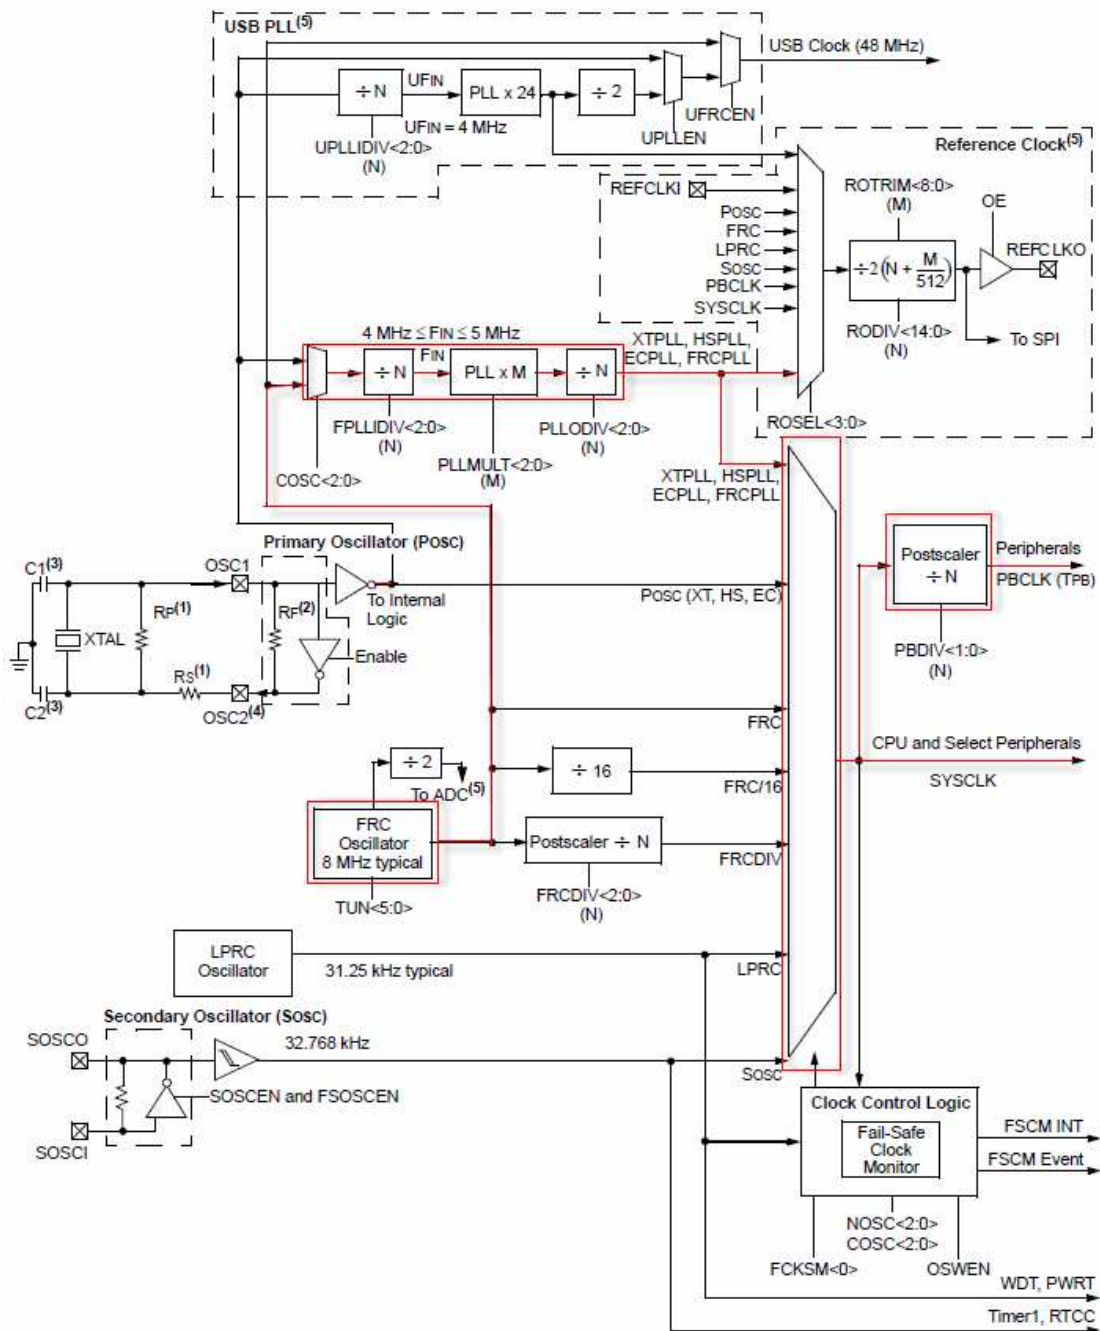 USB PLL(5)
USB Clock (48 MHz)
÷ N
UFIN
PLL x 24
÷ 2
UFRCEN
UFIN = 4 MHz
UPLLEN
UPLLIDIV<2:0>
(N)
Reference Clock(5)
REFCLKI
POSC
FRC
LPRC
SOSC
PBCLK
SYSCLK
ROTRIM<8:0>
(M)
OE
REFCLKO
÷2(N + M/512)
RODIV<14:0>
(N)
To SPI
4 MHz ≤ FIN ≤ 5 MHz
FIN
XTPLL, HSPLL,
ECPLL, FRCPLL
÷ N
PLL x M
÷ N
ROSEL<3:0>
FPLLIDIV<2:0>
(N)
PLLODIV<2:0>
(N)
PLLMULT<2:0>
(M)
COSC<2:0>
XTPLL, HSPLL,
ECPLL, FRCPLL
Primary Oscillator (POSC)
C1(3)
OSC1
XTAL
RP(1)
RF(2)
To Internal
Logic
POSC (XT, HS, EC)
Enable
RS(1)
C2(3)
OSC2(4)
Postscaler
÷ N
Peripherals
PBCLK (TPB)
PBDIV<1:0>
(N)
FRC
CPU and Select Peripherals
SYSCLK
÷ 2
To ADC(5)
÷ 16
FRC/16
FRC
Oscillator
8 MHz typical
TUN<5:0>
Postscaler ÷ N
FRCDIV
FRCDIV<2:0>
(N)
LPRC
Oscillator
31.25 kHz typical
LPRC
Secondary Oscillator (SOSC)
SOSCO
32.768 kHz
SOSC
SOSCEN and FSOSCEN
SOSCI
Clock Control Logic
Fail-Safe
Clock
Monitor
FSCM INT
FSCM Event
NOSC<2:0>
COSC<2:0>
FCKSM<0>
OSWEN
WDT, PWRT
Timer1, RTCC